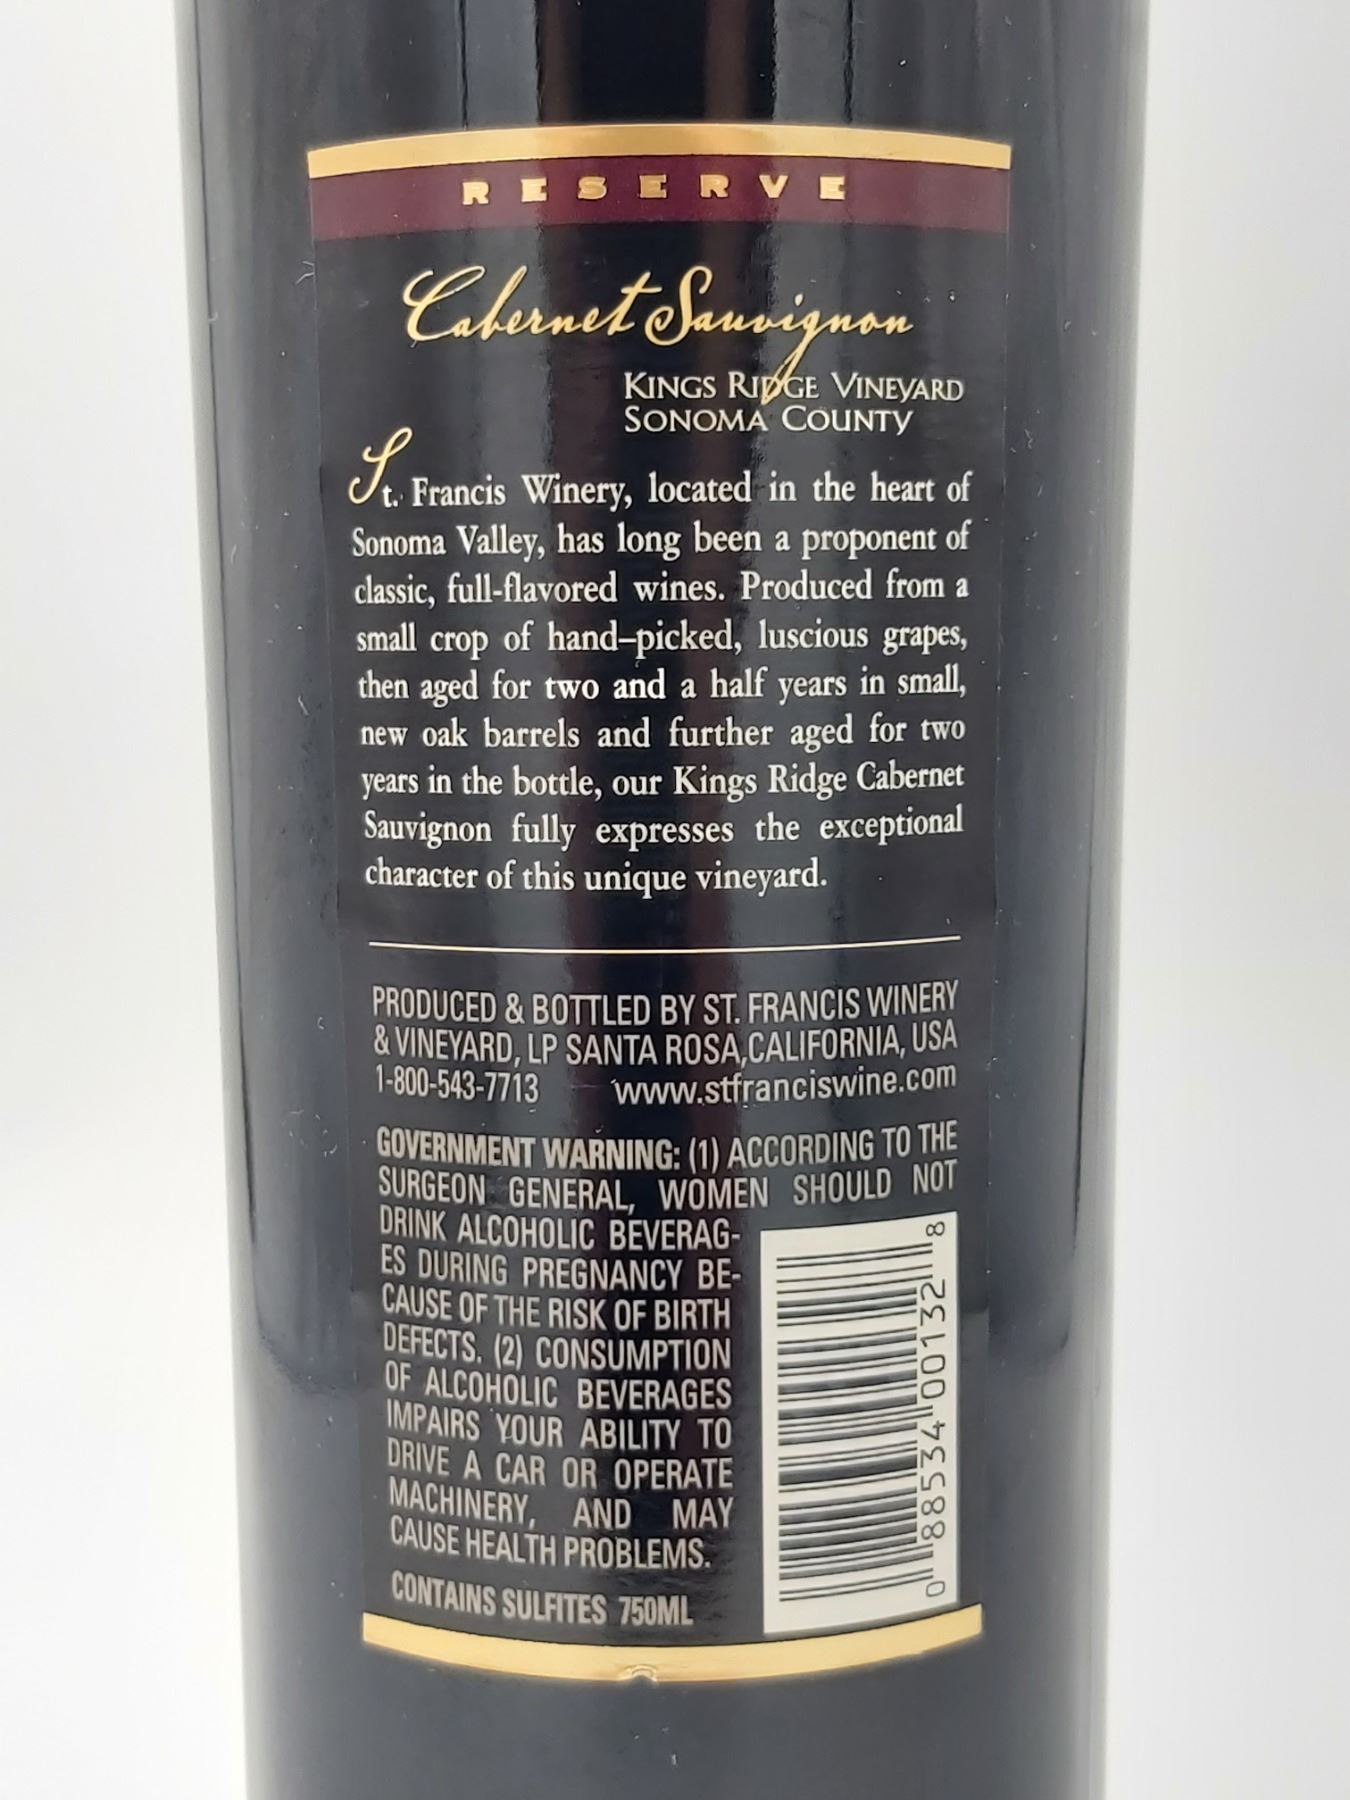 RESERVE
Cabernet Sauvignon
KINGS RIDGE VINEYARD
SONOMA COUNTY
St. Francis Winery, located in the heart of
Sonoma Valley, has long been a proponent of
classic, full-flavored wines. Produced from a
small crop of hand–picked, luscious grapes,
then aged for two and a half years in small,
new oak barrels and further aged for two
years in the bottle, our Kings Ridge Cabernet
Sauvignon fully expresses the exceptional
character of this unique vineyard.
PRODUCED & BOTTLED BY ST. FRANCIS WINERY
& VINEYARD, LP SANTA ROSA,CALIFORNIA, USA
1-800-543-7713 www.stfranciswine.com
GOVERNMENT WARNING: (1) ACCORDING TO THE
SURGEON GENERAL, WOMEN SHOULD NOT
DRINK ALCOHOLIC BEVERAG-
ES DURING PREGNANCY BE-
CAUSE OF THE RISK OF BIRTH
DEFECTS. (2) CONSUMPTION
OF ALCOHOLIC BEVERAGES
IMPAIRS YOUR ABILITY TO
DRIVE A CAR OR OPERATE
MACHINERY, AND MAY
CAUSE HEALTH PROBLEMS.
CONTAINS SULFITES 750ML
0 88534 00132 8